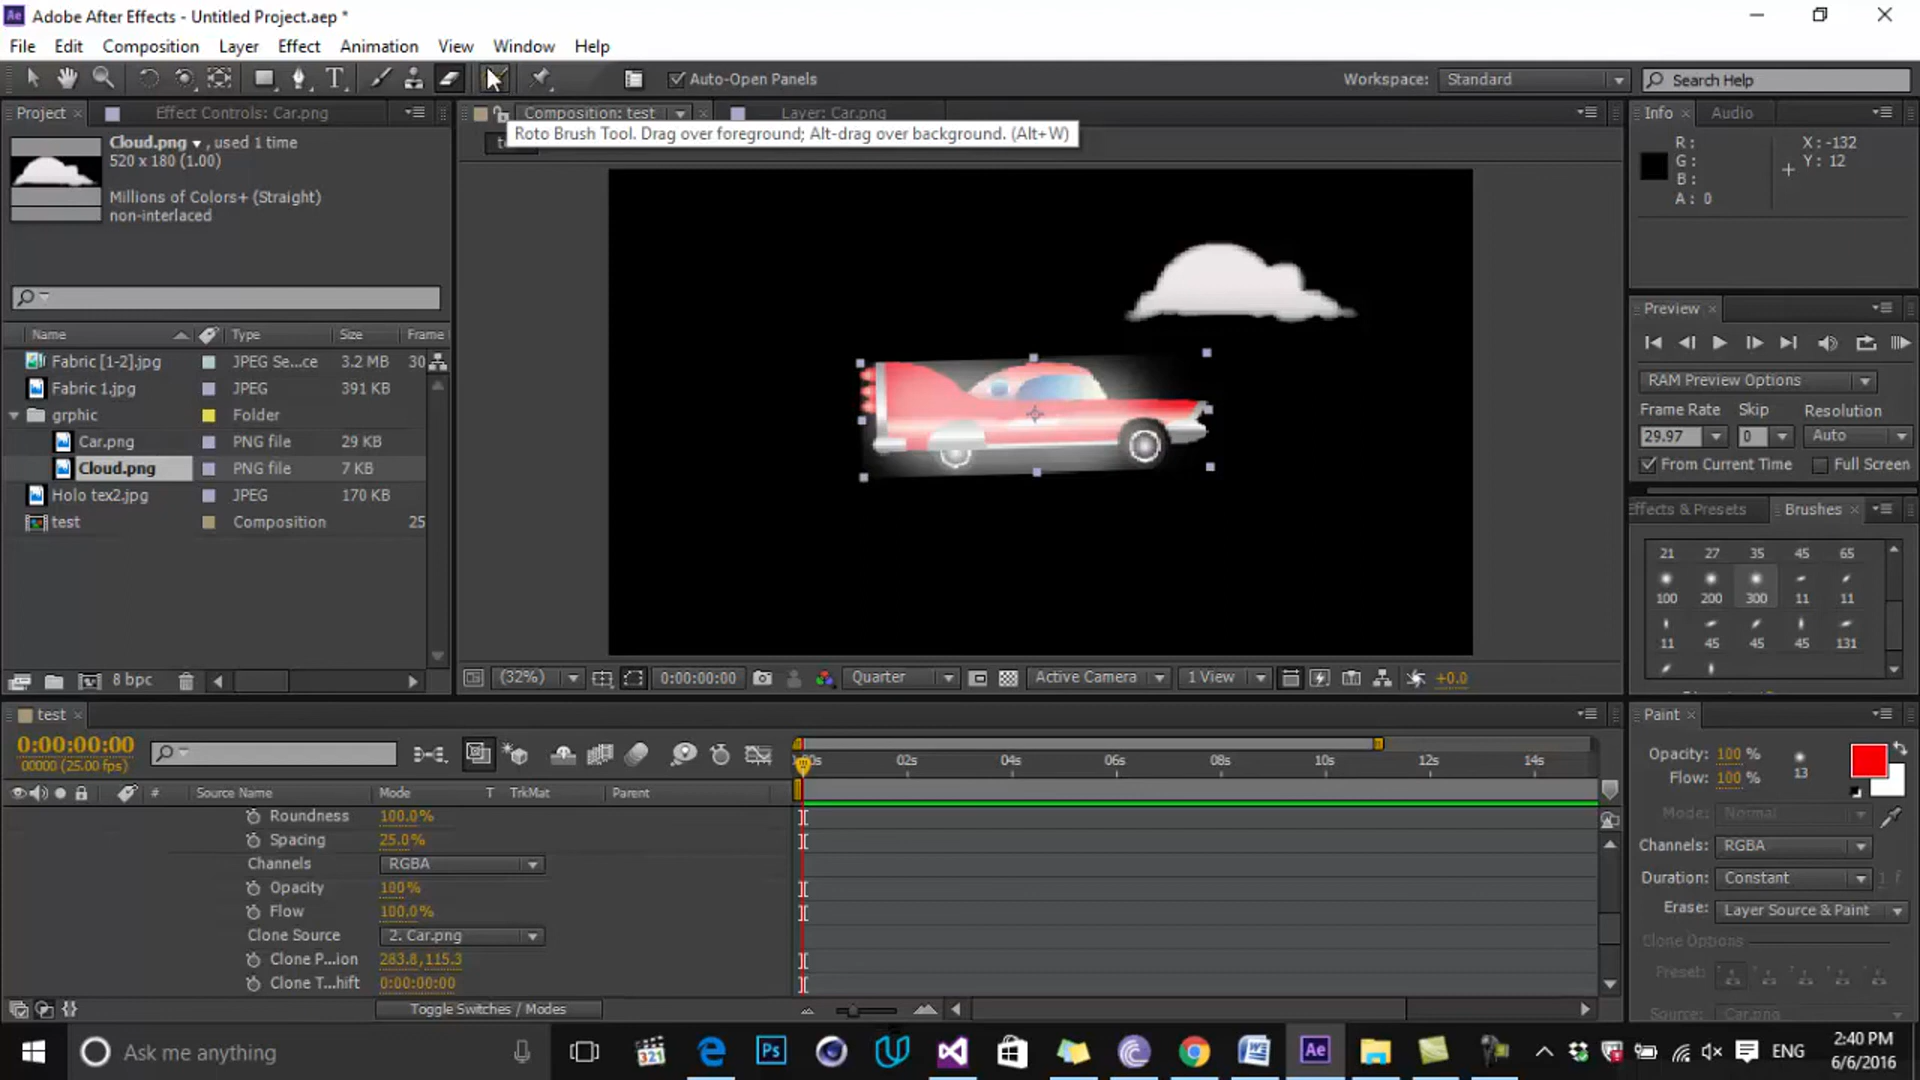 Adobe After Effects - Untitled Project.aep *
File Edit Composition Layer Effect Animation View Window Help
Auto-Open Panels
Workspace: Standard
Search Help
Project
Effect Controls: Car.png
Composition: test
Layer: Car.png
Roto Brush Tool. Drag over foreground; Alt-drag over background. (Alt+W)
Cloud.png , used 1 time
520 x 180 (1.00)
Millions of Colors+ (Straight)
non-interlaced
Name Type Size Frame
Fabric [1-2].jpg JPEG Se...ce 3.2 MB 30
Fabric 1.jpg JPEG 391 KB
grphic Folder
Car.png PNG file 29 KB
Cloud.png PNG file 7 KB
Holo tex2.jpg JPEG 170 KB
test Composition 25
8 bpc
(32%) 0:00:00:00 Quarter Active Camera 1 View +0.0
Info Audio
R :
G :
B :
A : 0
X : -132
Y : 12
Preview
RAM Preview Options
Frame Rate Skip Resolution
29.97 0 Auto
From Current Time Full Screen
Effects & Presets Brushes
21 27 35 45 65
100 200 300 11 11
11 45 45 45 131
test
0:00:00:00
00000 (25.00 fps)
# Source Name Mode T TrkMat Parent
02s 04s 06s 08s 10s 12s 14s
Roundness 100.0%
Spacing 25.0%
Channels RGBA
Opacity 100%
Flow 100.0%
Clone Source 2. Car.png
Clone P...ion 283.8,115.3
Clone T...hift 0:00:00:00
Toggle Switches / Modes
Paint
Opacity: 100 %
Flow: 100 %
13
Mode: Normal
Channels: RGBA
Duration: Constant 1 f
Erase: Layer Source & Paint
Clone Options
Preset:
Source: Car.png
Ask me anything
321
Ps
Ae
ENG
2:40 PM
6/6/2016